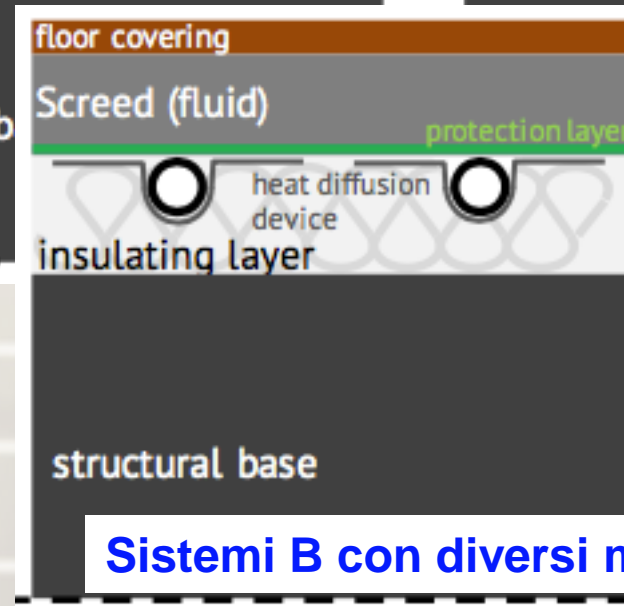 floor covering
Screed (fluid)
protection layer
heat diffusion
device
insulating layer
structural base
Sistemi B con diversi